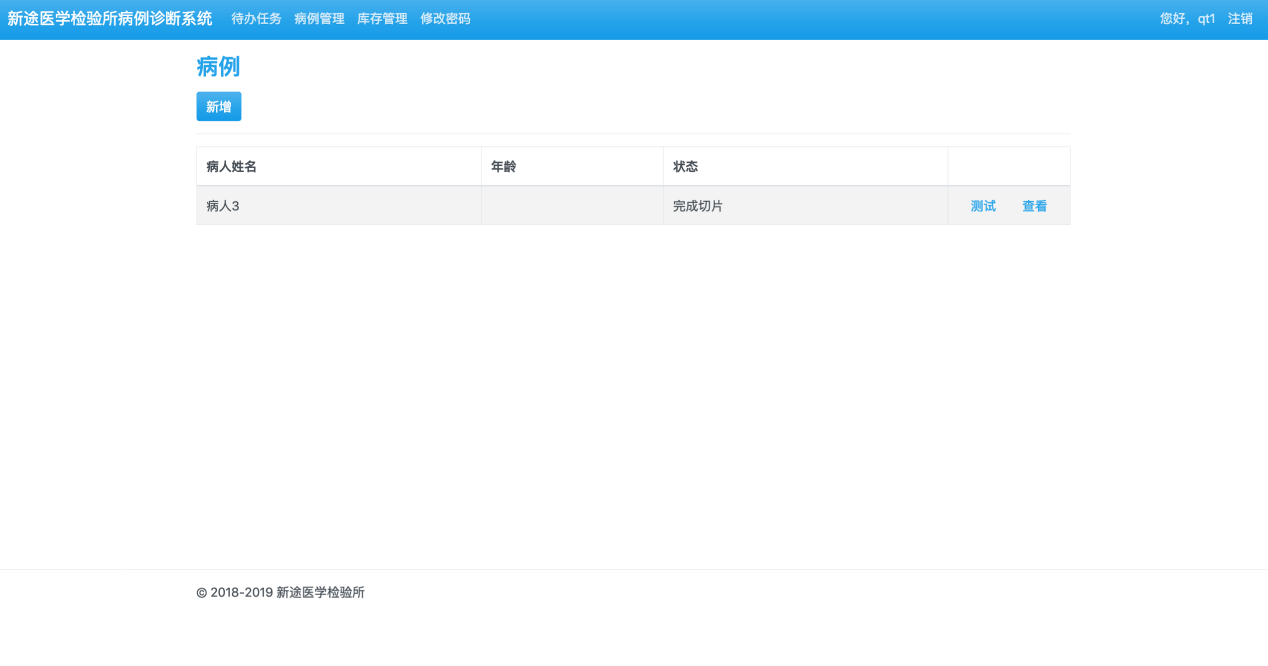 新途医学检验所病例诊断系统 待办任务 病例管理 库存管理 修改密码 您好，qt1 注销
病例
新增
病人姓名 年龄 状态
病人3 完成切片 测试 查看
© 2018-2019 新途医学检验所